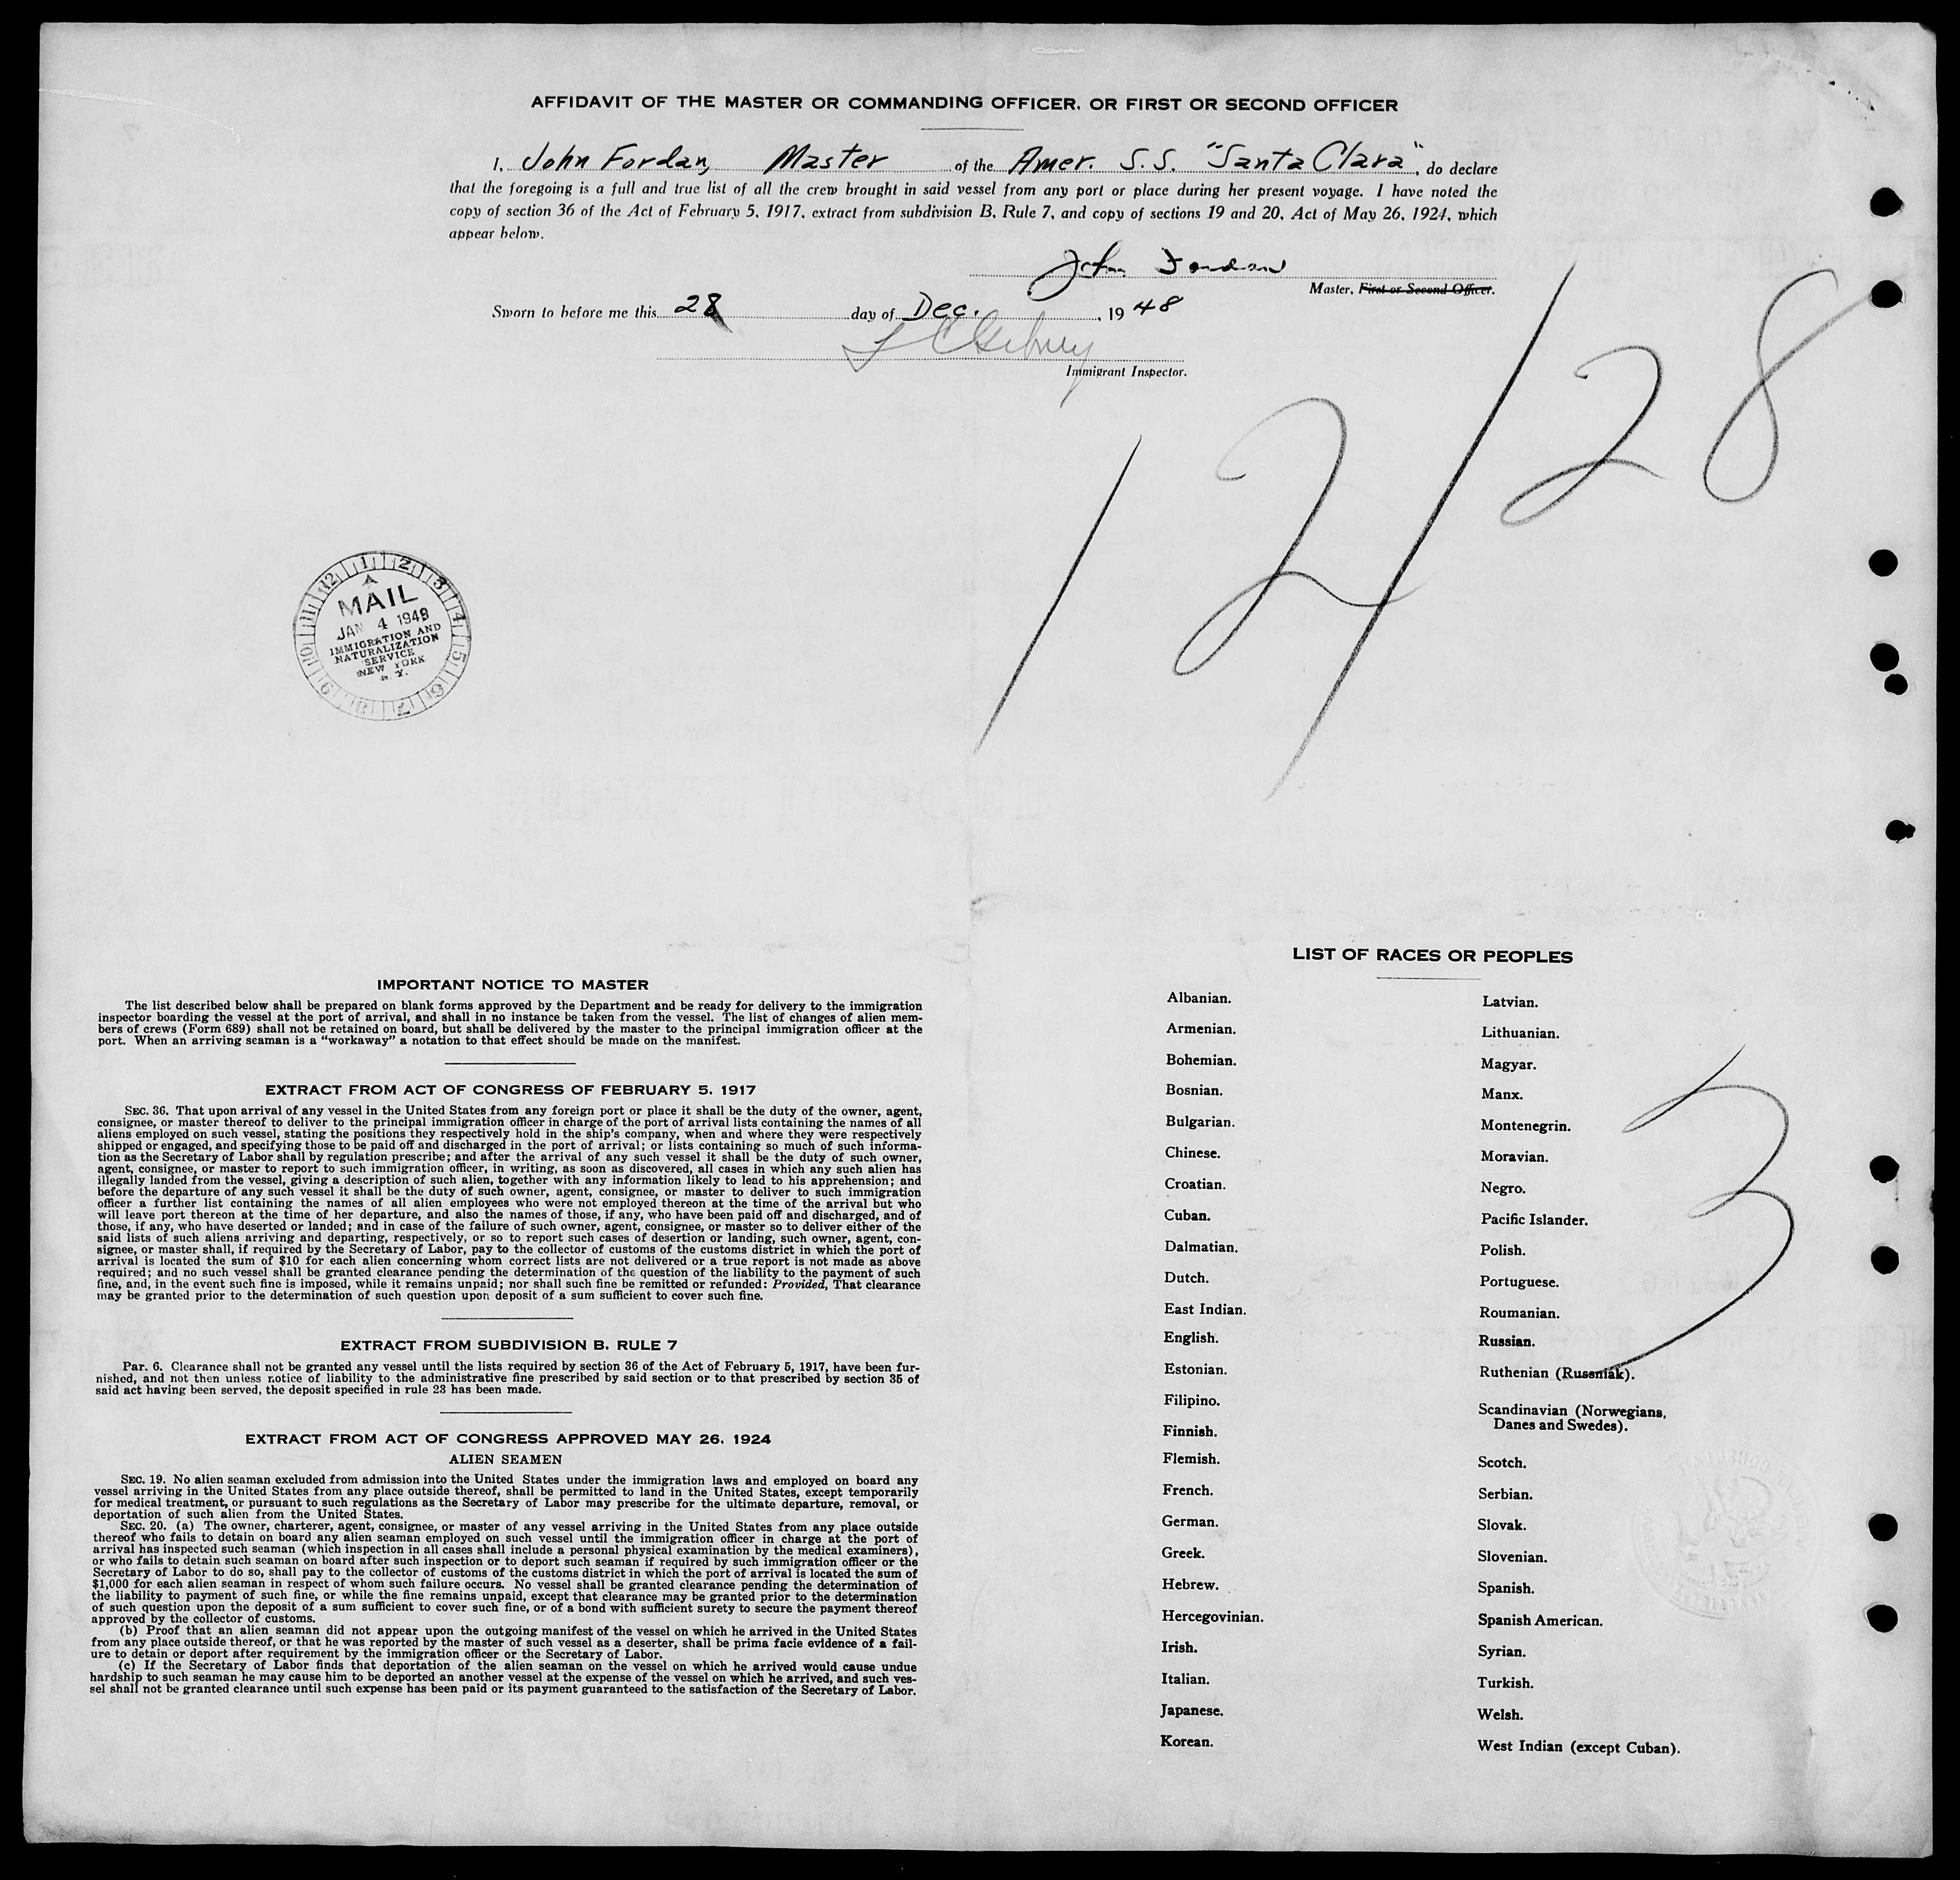 AFFIDAVIT OF THE MASTER OR COMMANDING OFFICER, OR FIRST OR SECOND OFFICER
I, John Fordan, Master of the Amer. S.S. "Santa Clara", do declare
that the foregoing is a full and true list of all the crew brought in said vessel from any port or place during her present voyage. I have noted the
copy of section 36 of the Act of February 5, 1917, extract from subdivision B, Rule 7, and copy of sections 19 and 20, Act of May 26, 1924, which
appear below.
John Fordan
Master, First or Second Officer.
Sworn to before me this 28 day of Dec., 1948
Immigrant Inspector.
12/28
12 1 2 3 4 5 6 7 8 9 10 11
A
MAIL
JAN 4 1949
IMMIGRATION AND
NATURALIZATION
SERVICE
NEW YORK
N. Y.
IMPORTANT NOTICE TO MASTER
The list described below shall be prepared on blank forms approved by the Department and be ready for delivery to the immigration
inspector boarding the vessel at the port of arrival, and shall in no instance be taken from the vessel. The list of changes of alien mem-
bers of crews (Form 689) shall not be retained on board, but shall be delivered by the master to the principal immigration officer at the
port. When an arriving seaman is a "workaway" a notation to that effect should be made on the manifest.
EXTRACT FROM ACT OF CONGRESS OF FEBRUARY 5, 1917
SEC. 36. That upon arrival of any vessel in the United States from any foreign port or place it shall be the duty of the owner, agent,
consignee, or master thereof to deliver to the principal immigration officer in charge of the port of arrival lists containing the names of all
aliens employed on such vessel, stating the positions they respectively hold in the ship's company, when and where they were respectively
shipped or engaged, and specifying those to be paid off and discharged in the port of arrival; or lists containing so much of such informa-
tion as the Secretary of Labor shall by regulation prescribe; and after the arrival of any such vessel it shall be the duty of such owner,
agent, consignee, or master to report to such immigration officer, in writing, as soon as discovered, all cases in which any such alien has
illegally landed from the vessel, giving a description of such alien, together with any information likely to lead to his apprehension; and
before the departure of any such vessel it shall be the duty of such owner, agent, consignee, or master to deliver to such immigration
officer a further list containing the names of all alien employees who were not employed thereon at the time of the arrival but who
will leave port thereon at the time of her departure, and also the names of those, if any, who have been paid off and discharged, and of
those, if any, who have deserted or landed; and in case of the failure of such owner, agent, consignee, or master so to deliver either of the
said lists of such aliens arriving and departing, respectively, or so to report such cases of desertion or landing, such owner, agent, con-
signee, or master shall, if required by the Secretary of Labor, pay to the collector of customs of the customs district in which the port of
arrival is located the sum of $10 for each alien concerning whom correct lists are not delivered or a true report is not made as above
required; and no such vessel shall be granted clearance pending the determination of the question of the liability to the payment of such
fine, and, in the event such fine is imposed, while it remains unpaid; nor shall such fine be remitted or refunded: Provided, That clearance
may be granted prior to the determination of such question upon deposit of a sum sufficient to cover such fine.
EXTRACT FROM SUBDIVISION B, RULE 7
Par. 6. Clearance shall not be granted any vessel until the lists required by section 36 of the Act of February 5, 1917, have been fur-
nished, and not then unless notice of liability to the administrative fine prescribed by said section or to that prescribed by section 35 of
said act having been served, the deposit specified in rule 23 has been made.
EXTRACT FROM ACT OF CONGRESS APPROVED MAY 26, 1924
ALIEN SEAMEN
SEC. 19. No alien seaman excluded from admission into the United States under the immigration laws and employed on board any
vessel arriving in the United States from any place outside thereof, shall be permitted to land in the United States, except temporarily
for medical treatment, or pursuant to such regulations as the Secretary of Labor may prescribe for the ultimate departure, removal, or
deportation of such alien from the United States.
SEC. 20. (a) The owner, charterer, agent, consignee, or master of any vessel arriving in the United States from any place outside
thereof who fails to detain on board any alien seaman employed on such vessel until the immigration officer in charge at the port of
arrival has inspected such seaman (which inspection in all cases shall include a personal physical examination by the medical examiners),
or who fails to detain such seaman on board after such inspection or to deport such seaman if required by such immigration officer or the
Secretary of Labor to do so, shall pay to the collector of customs of the customs district in which the port of arrival is located the sum of
$1,000 for each alien seaman in respect of whom such failure occurs. No vessel shall be granted clearance pending the determination of
the liability to payment of such fine, or while the fine remains unpaid, except that clearance may be granted prior to the determination
of such question upon the deposit of a sum sufficient to cover such fine, or of a bond with sufficient surety to secure the payment thereof
approved by the collector of customs.
(b) Proof that an alien seaman did not appear upon the outgoing manifest of the vessel on which he arrived in the United States
from any place outside thereof, or that he was reported by the master of such vessel as a deserter, shall be prima facie evidence of a fail-
ure to detain or deport after requirement by the immigration officer or the Secretary of Labor.
(c) If the Secretary of Labor finds that deportation of the alien seaman on the vessel on which he arrived would cause undue
hardship to such seaman he may cause him to be deported an another vessel at the expense of the vessel on which he arrived, and such ves-
sel shall not be granted clearance until such expense has been paid or its payment guaranteed to the satisfaction of the Secretary of Labor.
LIST OF RACES OR PEOPLES
Albanian.
Armenian.
Bohemian.
Bosnian.
Bulgarian.
Chinese.
Croatian.
Cuban.
Dalmatian.
Dutch.
East Indian.
English.
Estonian.
Filipino.
Finnish.
Flemish.
French.
German.
Greek.
Hebrew.
Hercegovinian.
Irish.
Italian.
Japanese.
Korean.
Latvian.
Lithuanian.
Magyar.
Manx.
Montenegrin.
Moravian.
Negro.
Pacific Islander.
Polish.
Portuguese.
Roumanian.
Russian.
Ruthenian (Russniak).
Scandinavian (Norwegians,
Danes and Swedes).
Scotch.
Serbian.
Slovak.
Slovenian.
Spanish.
Spanish American.
Syrian.
Turkish.
Welsh.
West Indian (except Cuban).
3